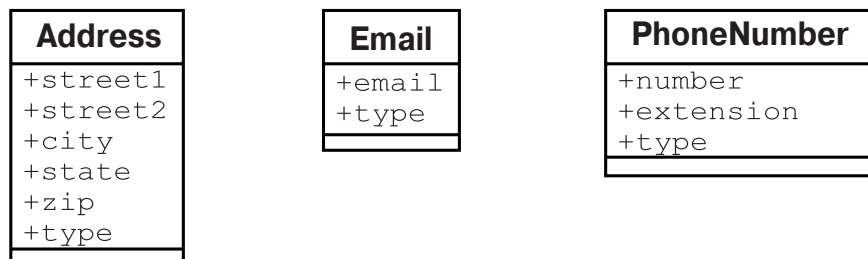 Address
+street1
+street2
+city
+state
+zip
+type
Email
+email
+type
PhoneNumber
+number
+extension
+type